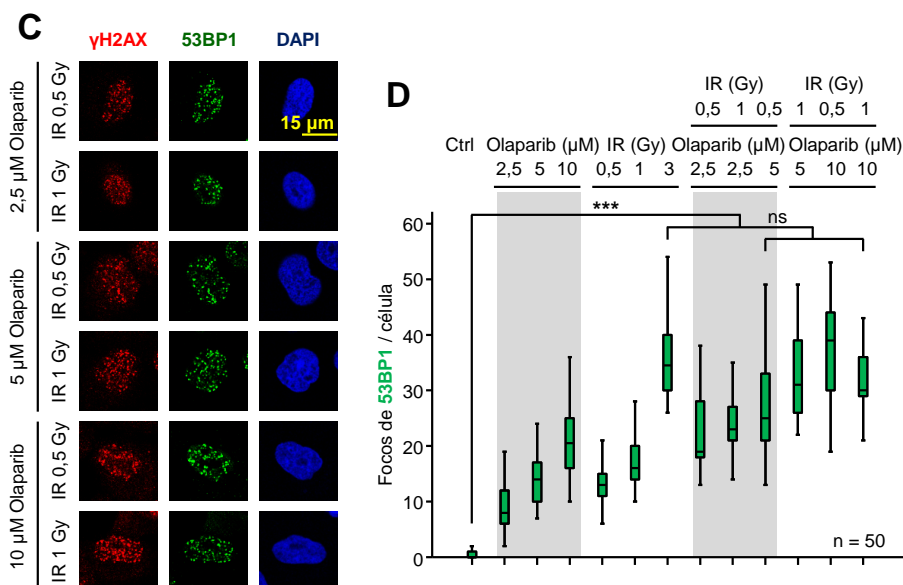 C
γH2AX 53BP1 DAPI
2,5 µM Olaparib
IR 0,5 Gy
15 µm
IR 1 Gy
5 µM Olaparib
IR 0,5 Gy
IR 1 Gy
10 µM Olaparib
IR 0,5 Gy
IR 1 Gy
D
IR (Gy) IR (Gy)
0,5 1 0,5 1 0,5 1
Ctrl Olaparib (µM) IR (Gy) Olaparib (µM) Olaparib (µM)
2,5 5 10 0,5 1 3 2,5 2,5 5 5 10 10
***
ns
Focos de 53BP1 / célula
60
50
40
30
20
10
0
n = 50